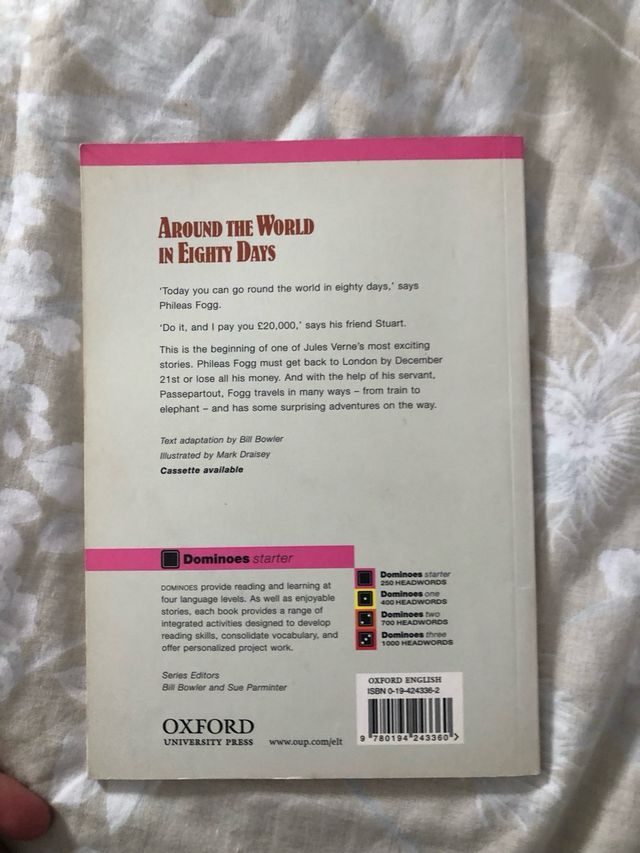 AROUND THE WORLD
IN EIGHTY DAYS
'Today you can go round the world in eighty days,' says
Phileas Fogg.
'Do it, and I pay you £20,000,' says his friend Stuart.
This is the beginning of one of Jules Verne's most exciting
stories. Phileas Fogg must get back to London by December
21st or lose all his money. And with the help of his servant,
Passepartout, Fogg travels in many ways – from train to
elephant – and has some surprising adventures on the way.
Text adaptation by Bill Bowler
Illustrated by Mark Draisey
Cassette available
Dominoes starter
DOMINOES provide reading and learning at
four language levels. As well as enjoyable
stories, each book provides a range of
integrated activities designed to develop
reading skills, consolidate vocabulary, and
offer personalized project work.
Series Editors
Bill Bowler and Sue Parminter
OXFORD
UNIVERSITY PRESS
www.oup.com/elt
Dominoes starter
250 HEADWORDS
Dominoes one
400 HEADWORDS
Dominoes two
700 HEADWORDS
Dominoes three
1000 HEADWORDS
OXFORD ENGLISH
ISBN 0-19-424336-2
9 780194 243360 >